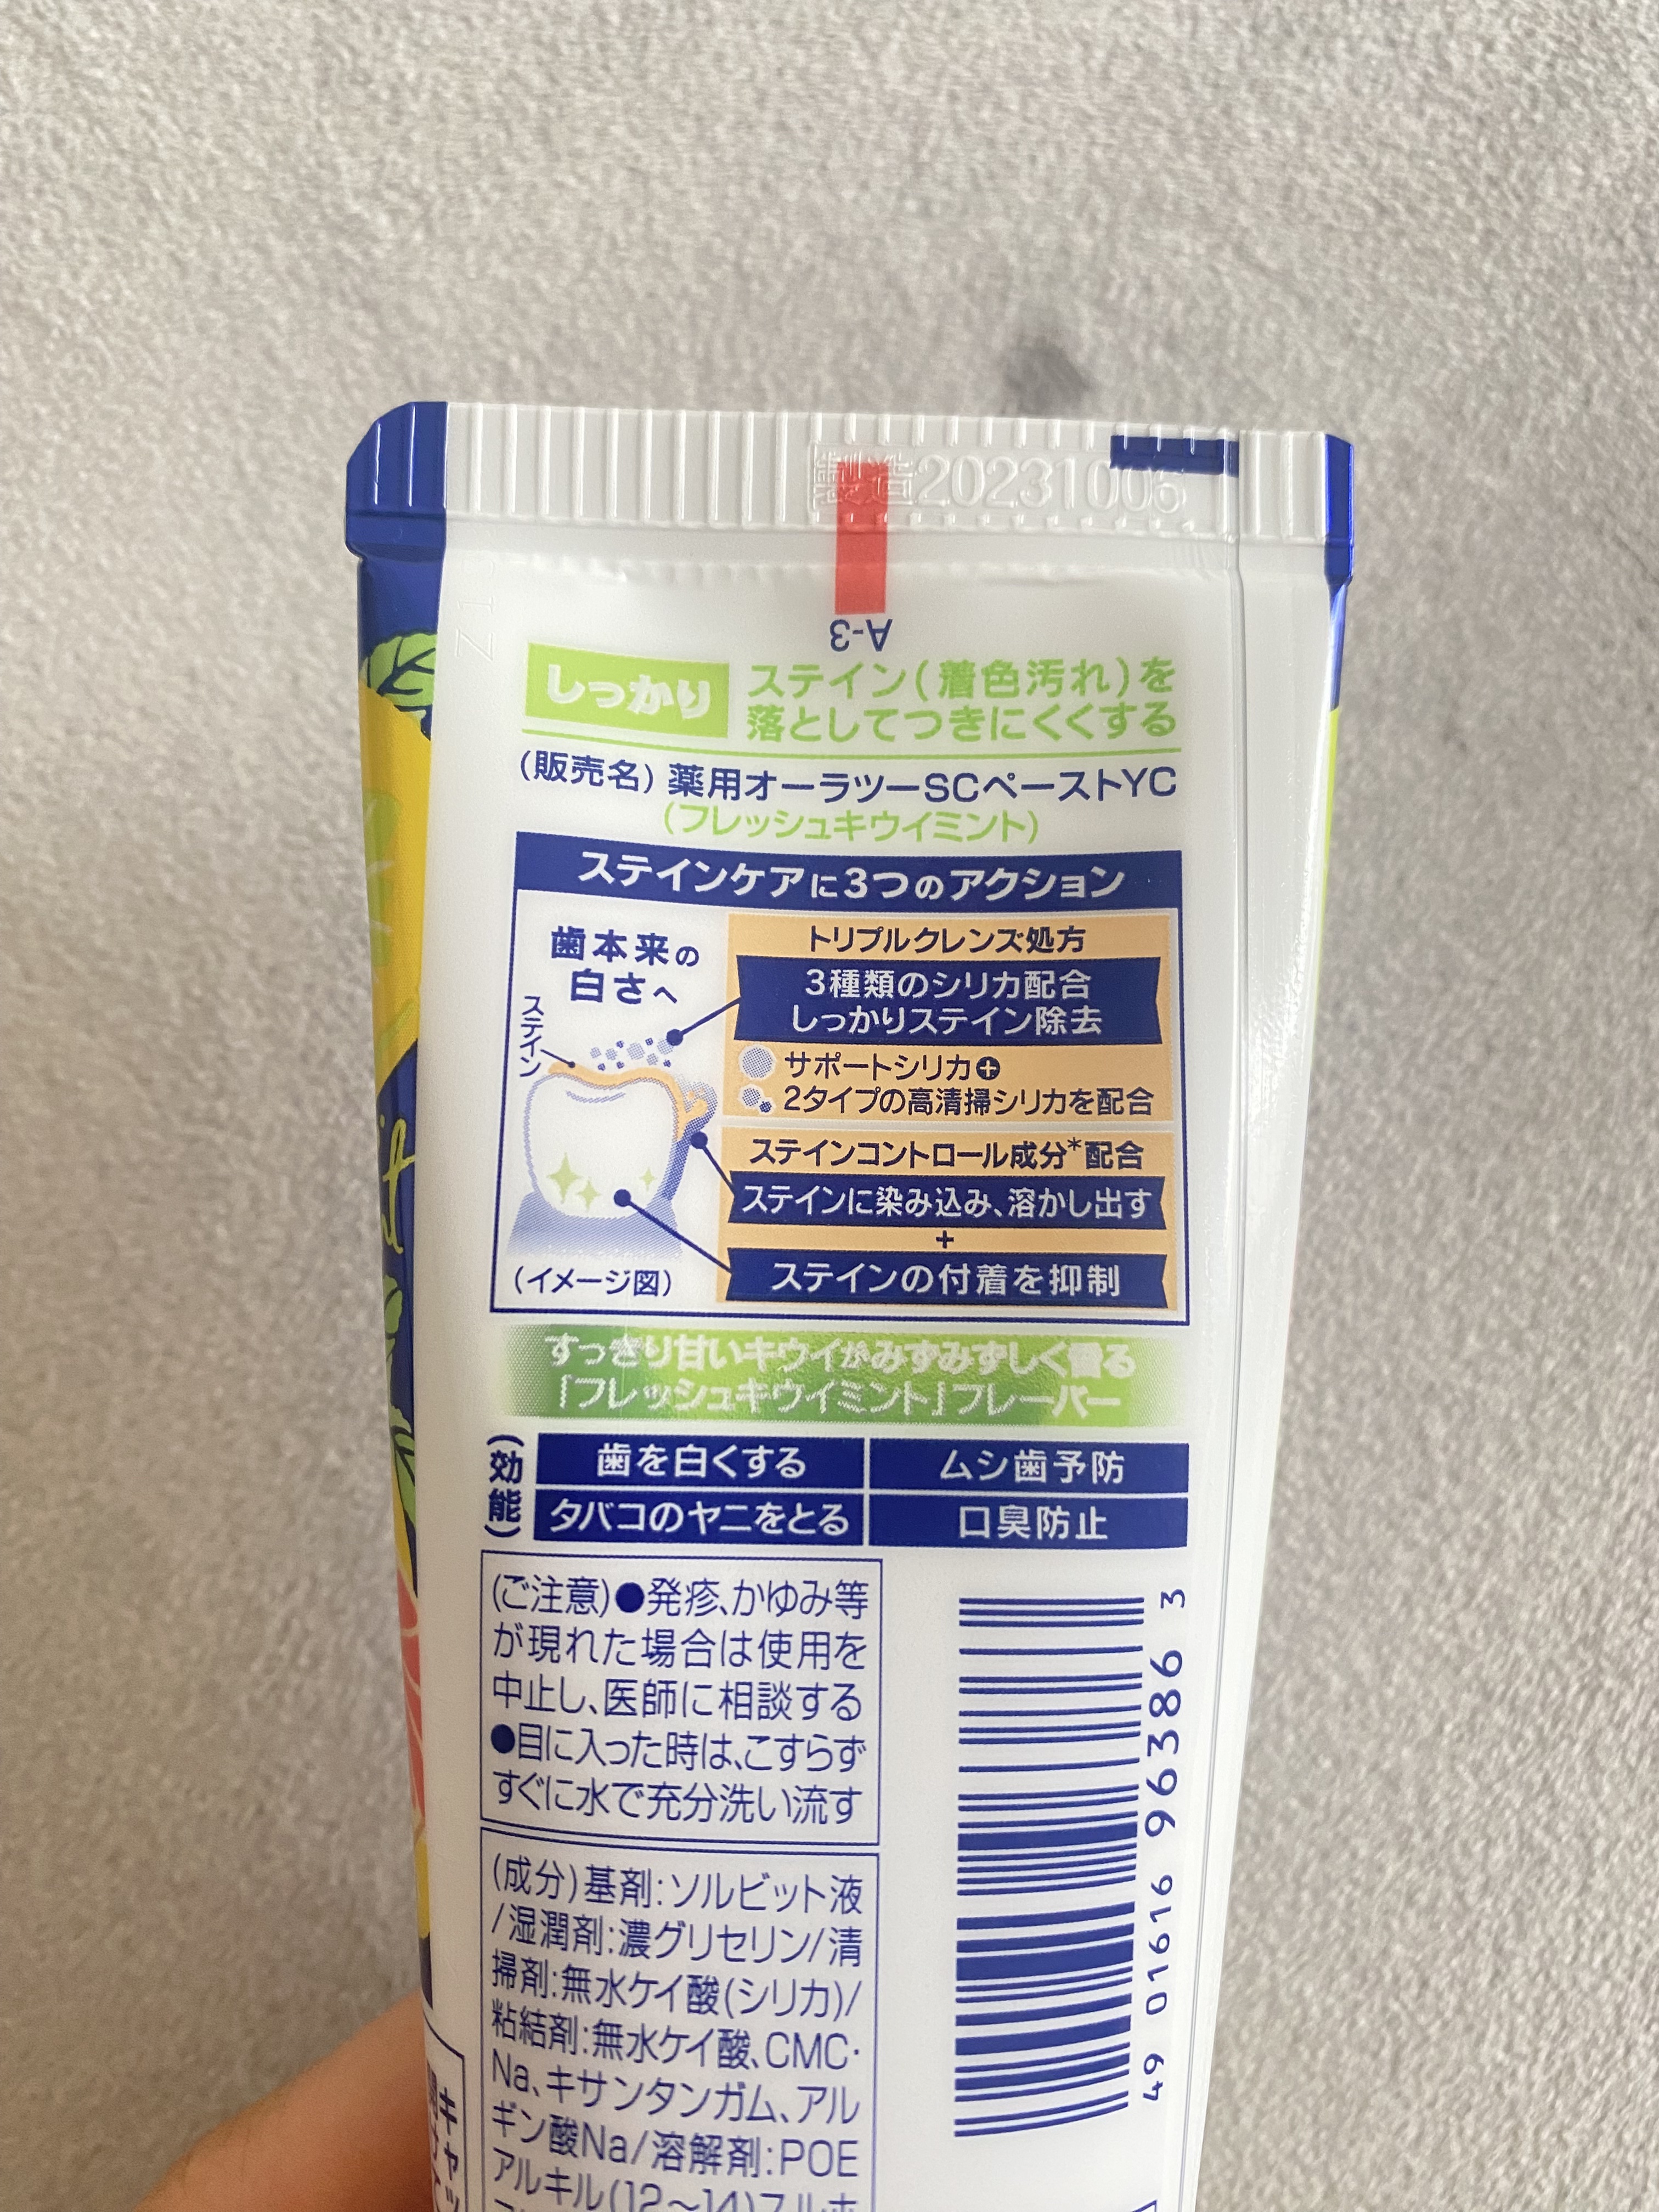 製造20231005
A-3
しっかり
ステイン(着色汚れ)を
落としてつきにくくする
(販売名)薬用オーラツーSCペーストYC
(フレッシュキウイミント)
ステインケアに3つのアクション
歯本来の
白さへ
ステイン
(イメージ図)
トリプルクレンズ処方
3種類のシリカ配合
しっかりステイン除去
サポートシリカ+
2タイプの高清掃シリカを配合
ステインコントロール成分*配合
ステインに染み込み、溶かし出す
+
ステインの付着を抑制
すっきり甘いキウイがみずみずしく香る
「フレッシュキウイミント」フレーバー
(効能)
歯を白くする
ムシ歯予防
タバコのヤニをとる
口臭防止
(ご注意)●発疹、かゆみ等
が現れた場合は使用を
中止し、医師に相談する
●目に入った時は、こすらず
すぐに水で充分洗い流す
(成分)基剤:ソルビット液
/湿潤剤:濃グリセリン/清
掃剤:無水ケイ酸(シリカ)/
粘結剤:無水ケイ酸、CMC・
Na、キサンタンガム、アル
ギン酸Na/溶解剤:POE
アルキル(12～14)スルホ
4901616963863
キャッ